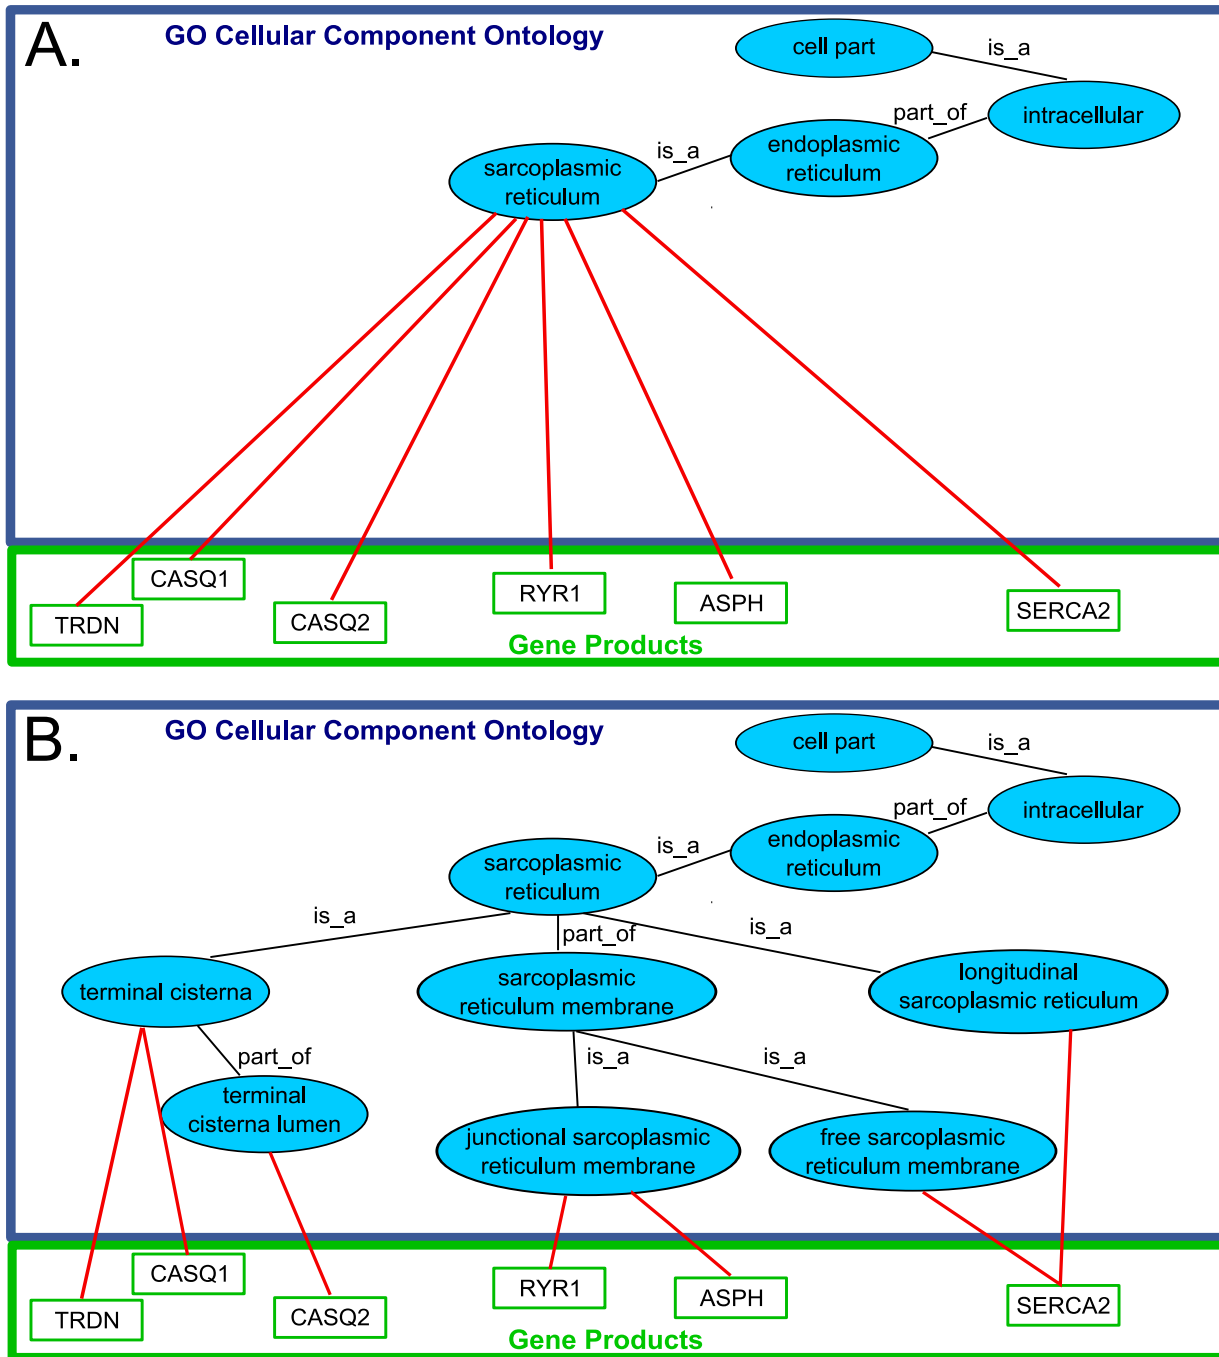 A.
GO Cellular Component Ontology
cell part
is_a
intracellular
part_of
endoplasmic
reticulum
is_a
sarcoplasmic
reticulum
CASQ1
TRDN
CASQ2
RYR1
ASPH
SERCA2
Gene Products
B.
GO Cellular Component Ontology
cell part
is_a
intracellular
part_of
endoplasmic
reticulum
is_a
sarcoplasmic
reticulum
is_a
part_of
is_a
terminal cisterna
sarcoplasmic
reticulum membrane
longitudinal
sarcoplasmic reticulum
part_of
is_a
is_a
terminal
cisterna lumen
junctional sarcoplasmic
reticulum membrane
free sarcoplasmic
reticulum membrane
CASQ1
TRDN
CASQ2
RYR1
ASPH
SERCA2
Gene Products